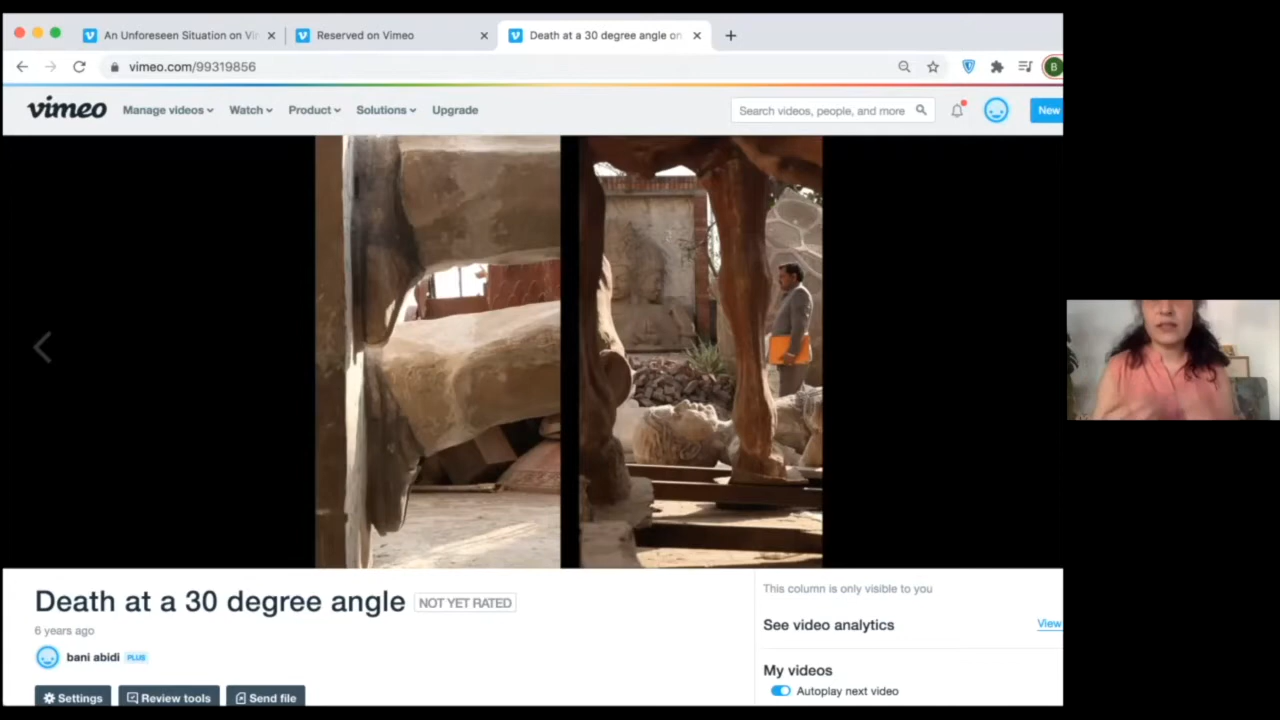 An Unforeseen Situation on Vi
Reserved on Vimeo
Death at a 30 degree angle on
vimeo.com/99319856
B
vimeo Manage videos Watch Product Solutions Upgrade Search videos, people, and more New
Death at a 30 degree angle NOT YET RATED
6 years ago
bani abidi PLUS
Settings Review tools Send file
This column is only visible to you
See video analytics View
My videos
Autoplay next video